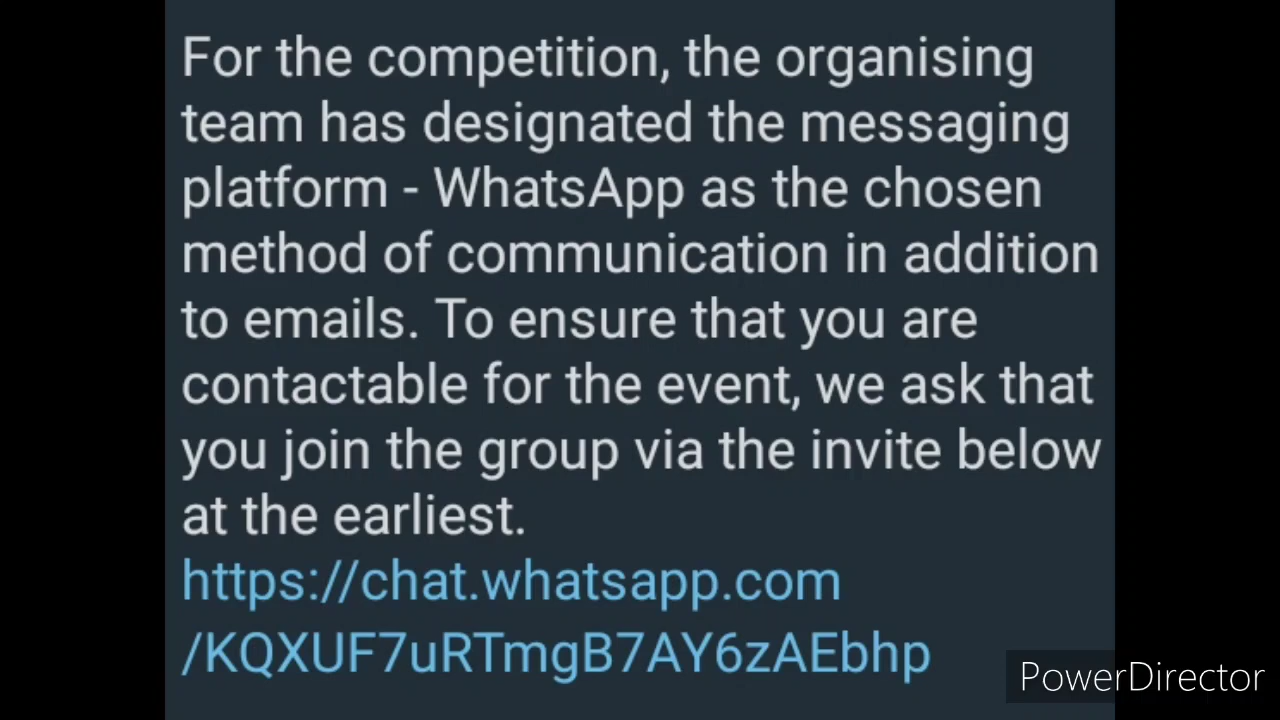 For the competition, the organising
team has designated the messaging
platform - WhatsApp as the chosen
method of communication in addition
to emails. To ensure that you are
contactable for the event, we ask that
you join the group via the invite below
at the earliest.
https://chat.whatsapp.com
/KQXUF7uRTmgB7AY6zAEbhp
PowerDirector